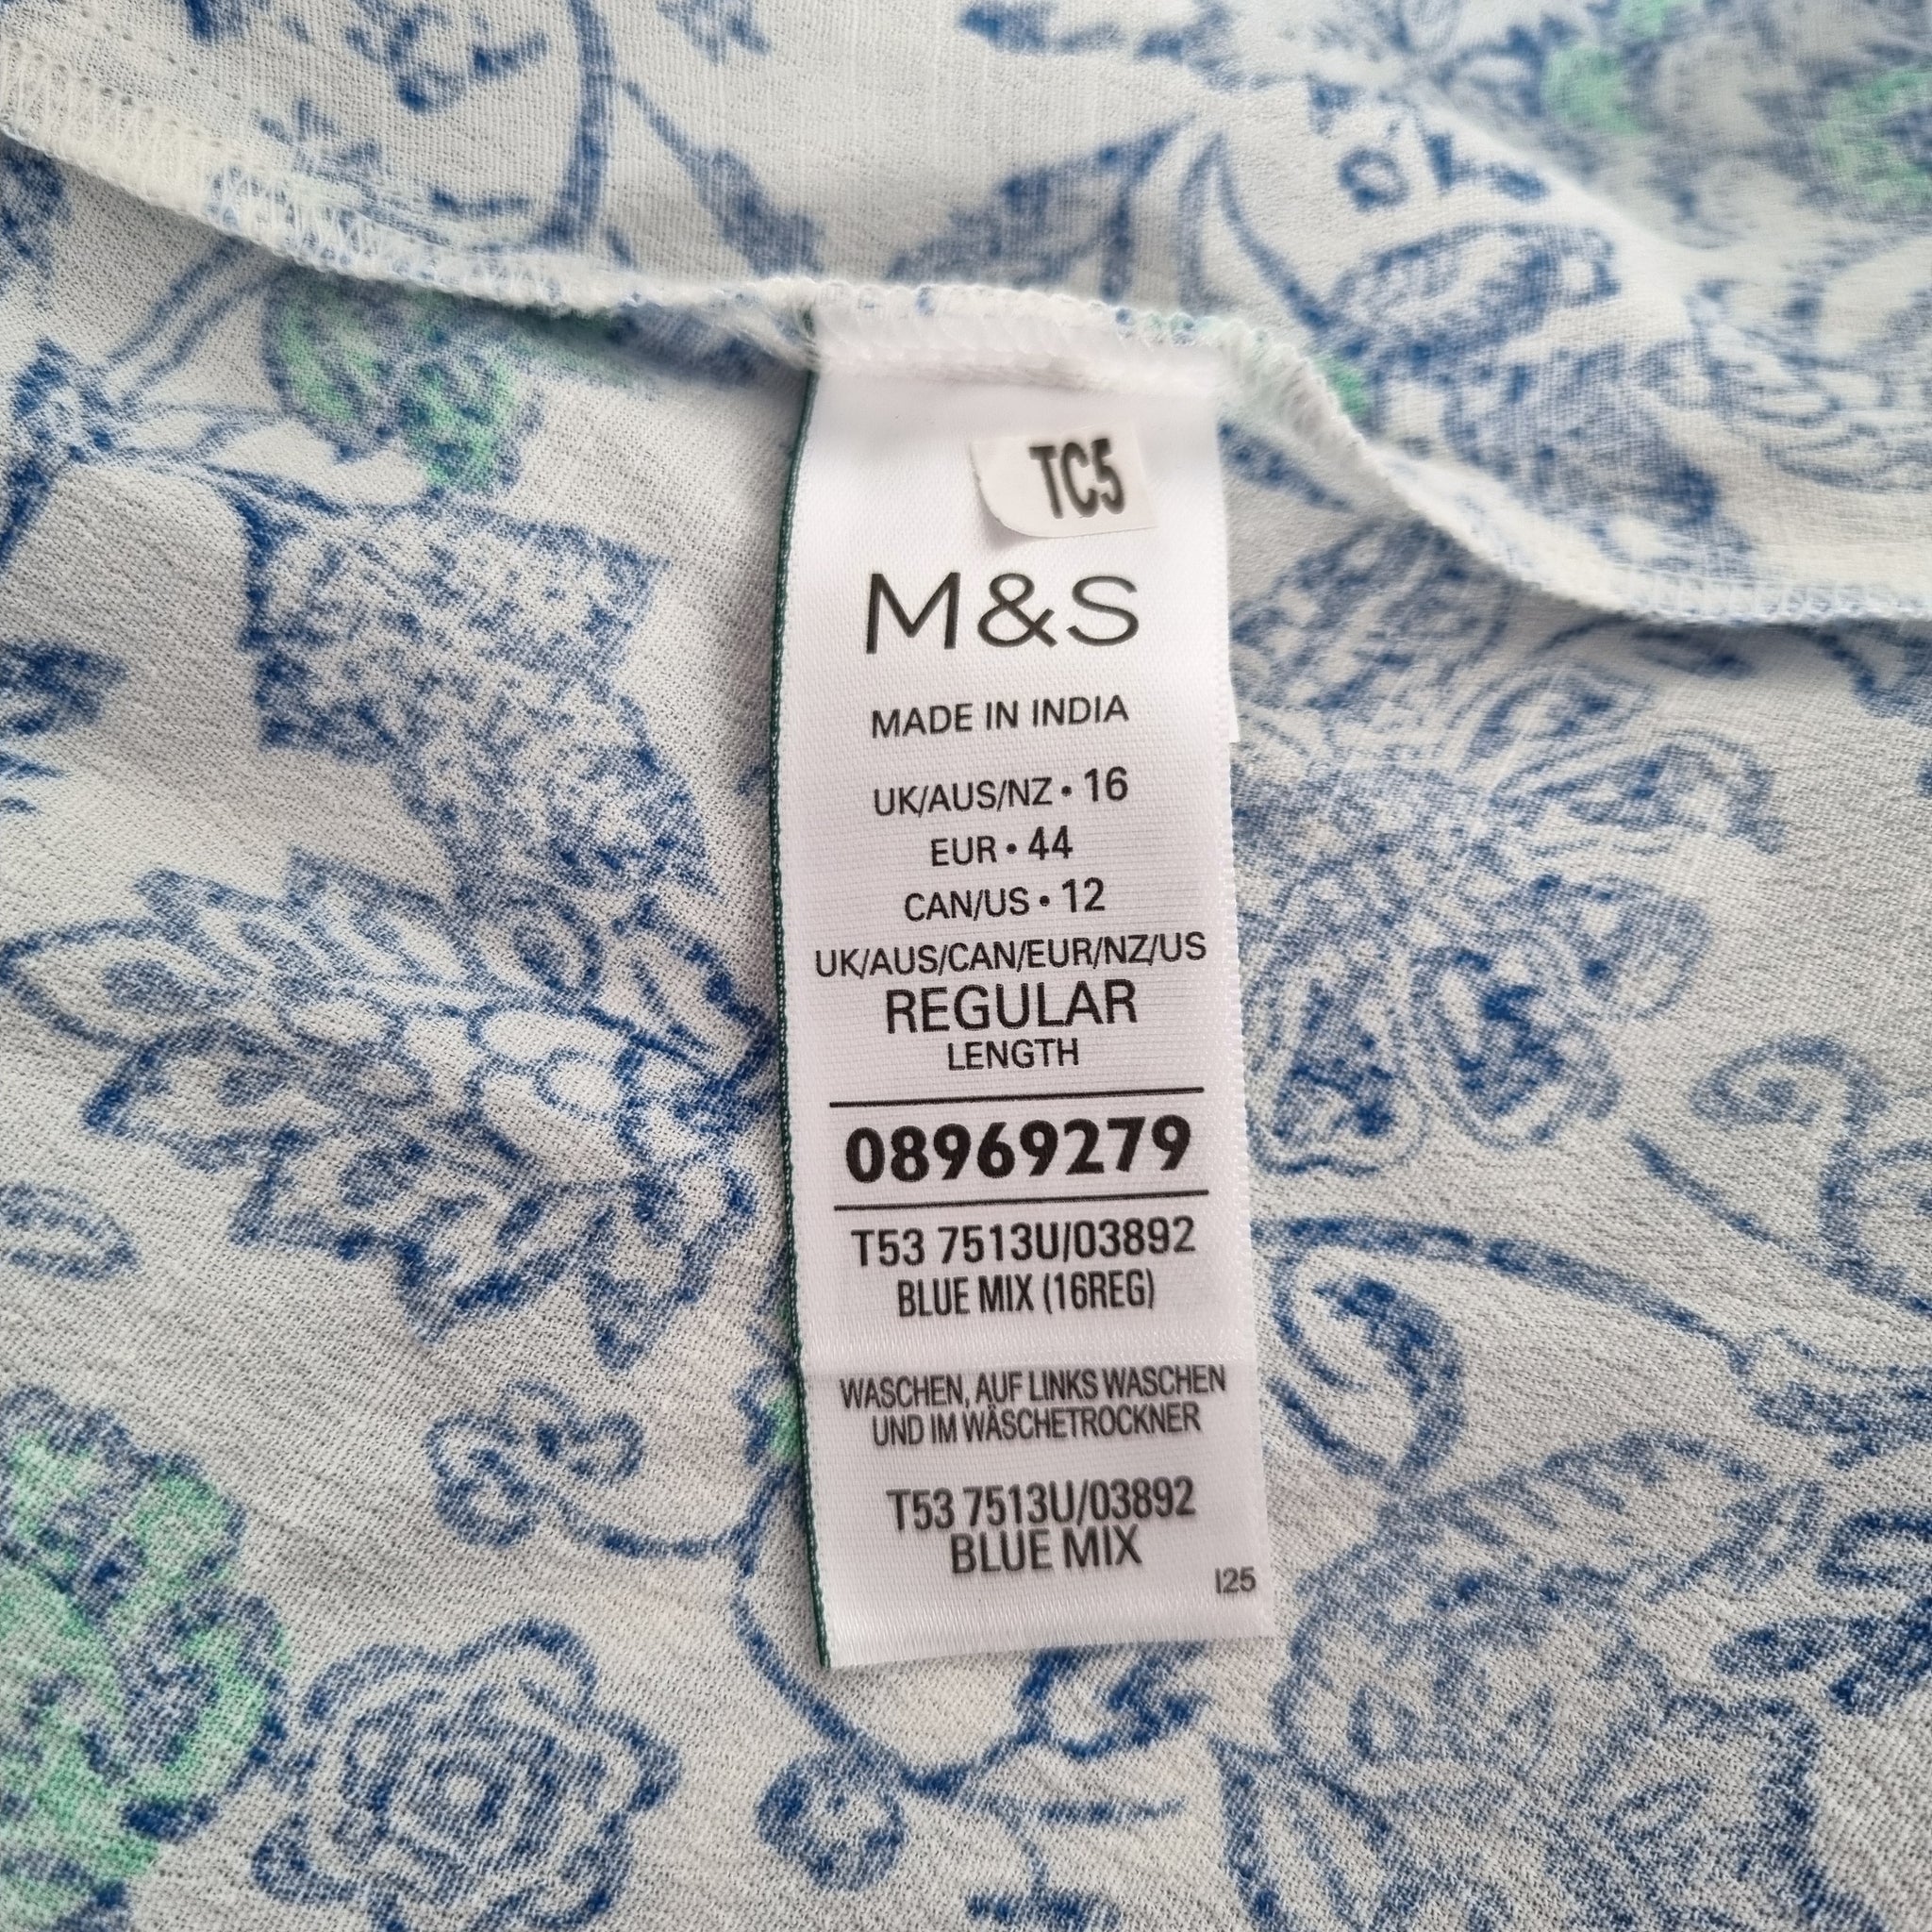 TC5
M&S
MADE IN INDIA
UK/AUS/NZ • 16
EUR • 44
CAN/US • 12
UK/AUS/CAN/EUR/NZ/US
REGULAR
LENGTH
08969279
T53 7513U/03892
BLUE MIX (16REG)
WASCHEN, AUF LINKS WASCHEN
UND IM WÄSCHETROCKNER
T53 7513U/03892
BLUE MIX
I25